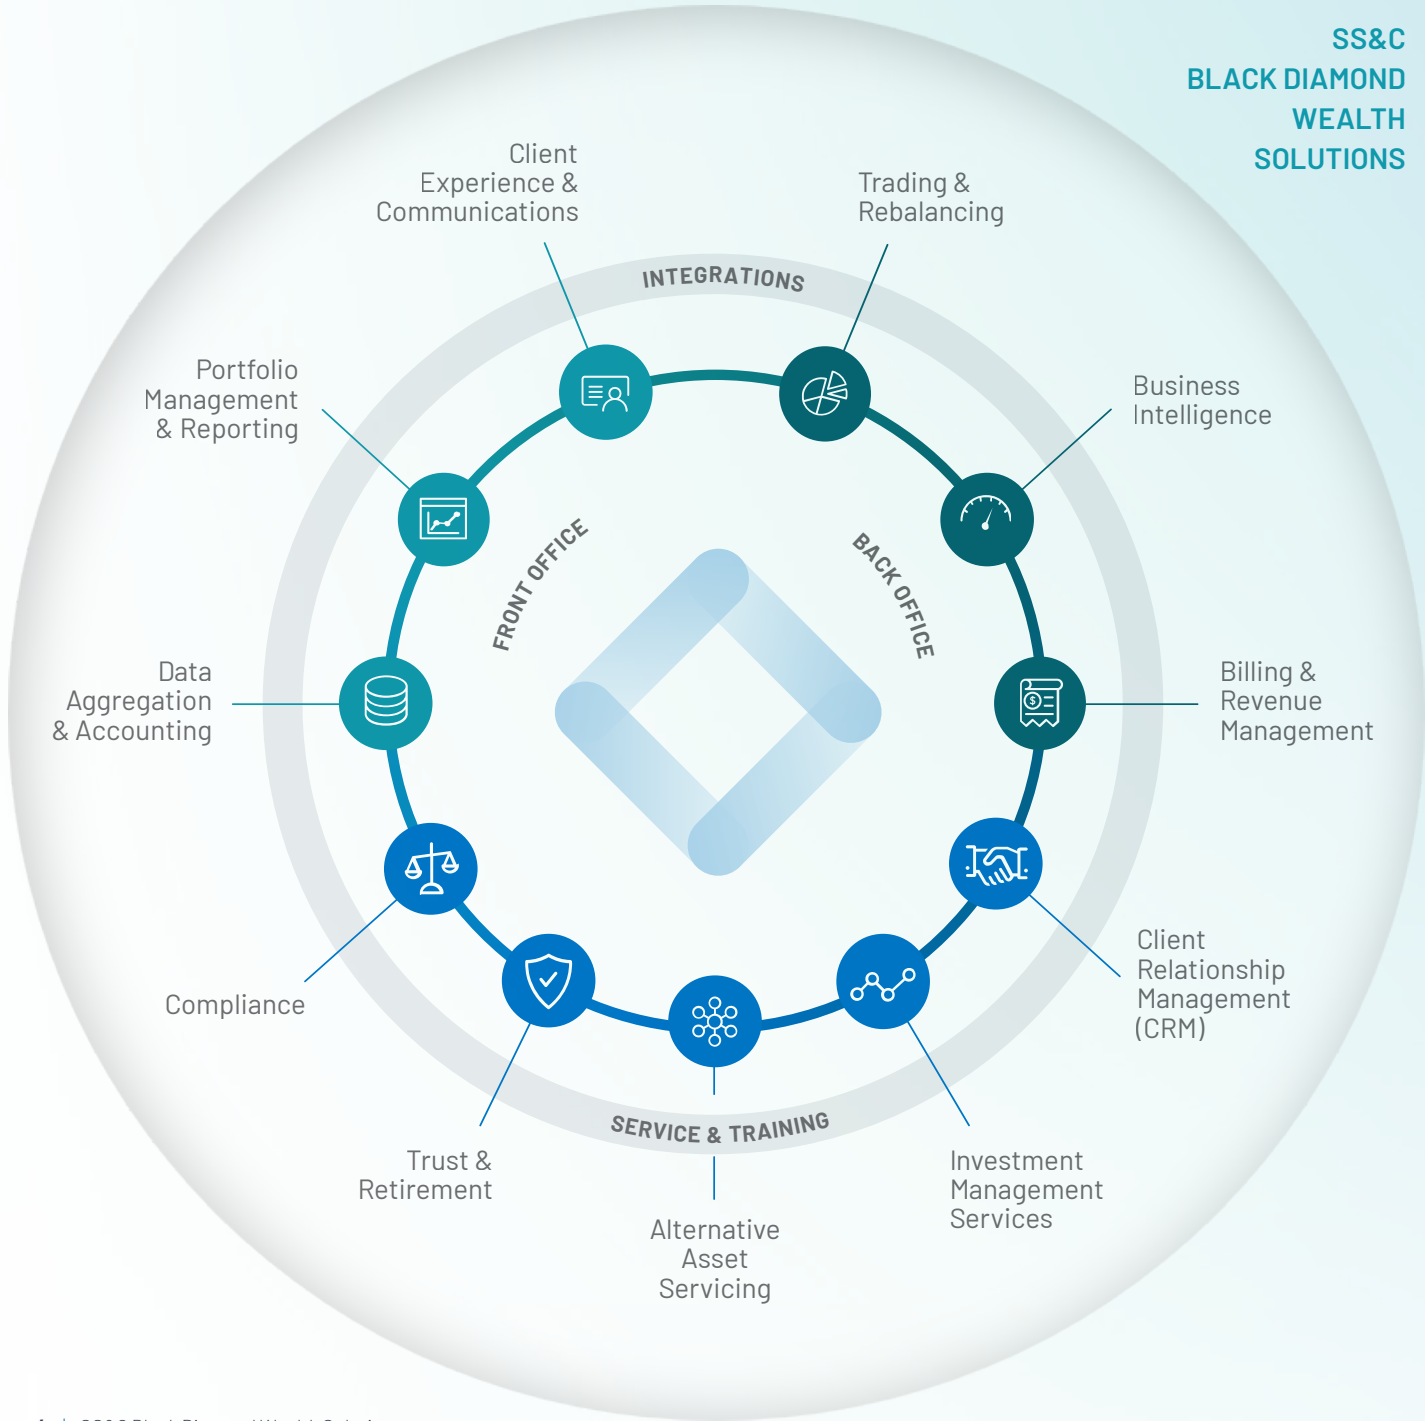 SS&C
BLACK DIAMOND
WEALTH
SOLUTIONS
Client
Experience &
Communications
Trading &
Rebalancing
INTEGRATIONS
Portfolio
Management
& Reporting
Business
Intelligence
FRONT OFFICE
BACK OFFICE
Data
Aggregation
& Accounting
Billing &
Revenue
Management
$
Client
Relationship
Management
(CRM)
Compliance
SERVICE & TRAINING
Trust &
Retirement
Investment
Management
Services
Alternative
Asset
Servicing